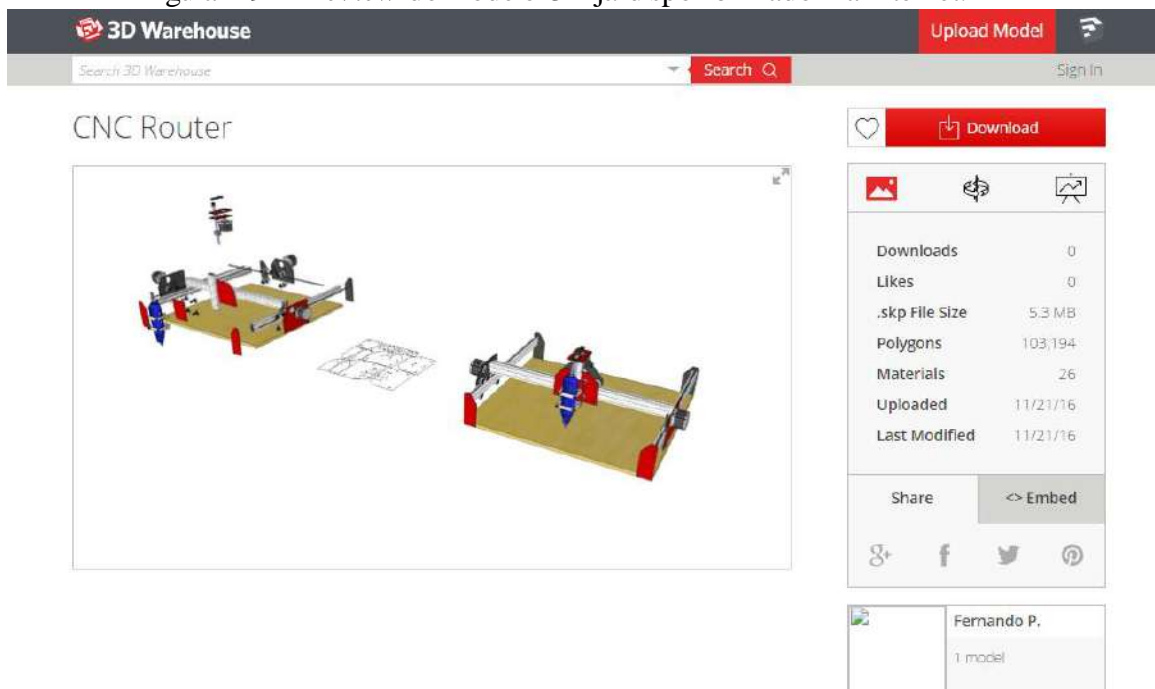 3D Warehouse
Upload Model
Search 3D Warehouse
Search
Sign In
CNC Router
Download
Downloads 0
Likes 0
.skp File Size 5.3 MB
Polygons 103,194
Materials 26
Uploaded 11/21/16
Last Modified 11/21/16
Share
<> Embed
g+ f
Fernando P.
1 model